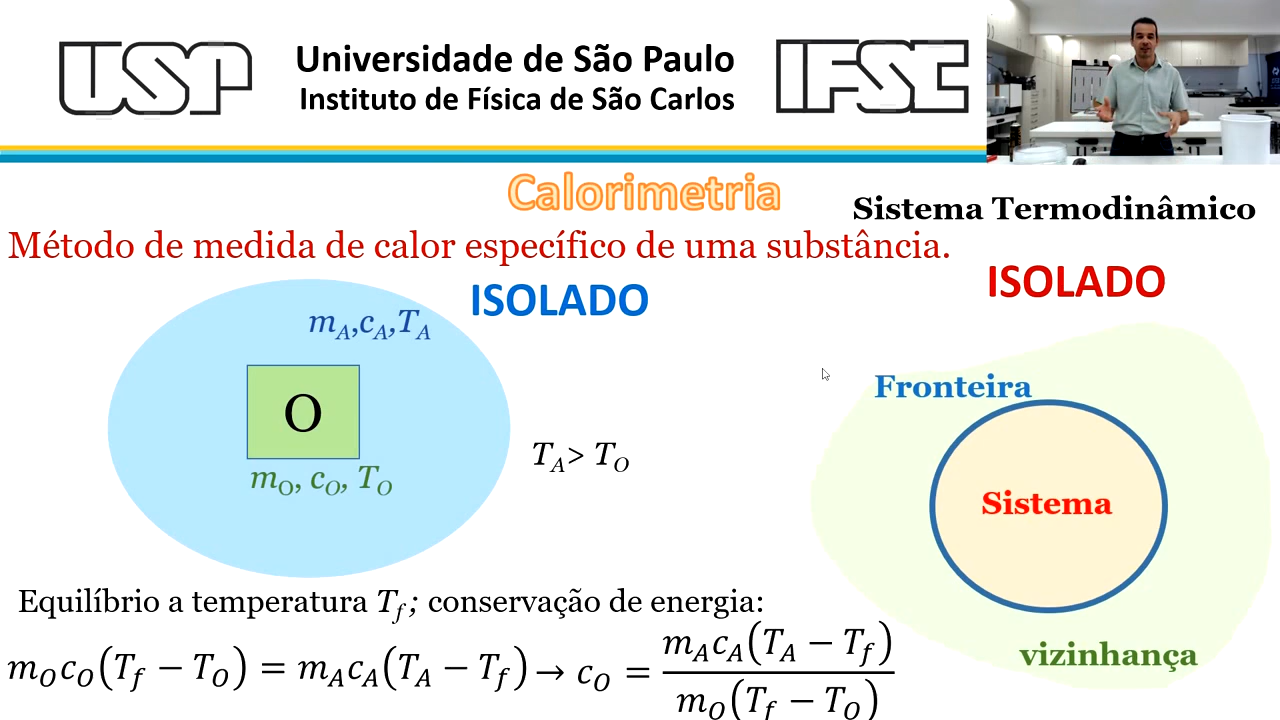 USP
Universidade de São Paulo
Instituto de Física de São Carlos
IFSC
Calorimetria
Sistema Termodinâmico
Método de medida de calor específico de uma substância.
ISOLADO
ISOLADO
m_A,c_A,T_A
O
m_O, c_O, T_O
T_A> T_O
Fronteira
Sistema
vizinhança
Equilíbrio a temperatura T_f; conservação de energia:
m_O c_O(T_f − T_O) = m_A c_A(T_A − T_f) → c_O = m_A c_A(T_A − T_f) / m_O(T_f − T_O)